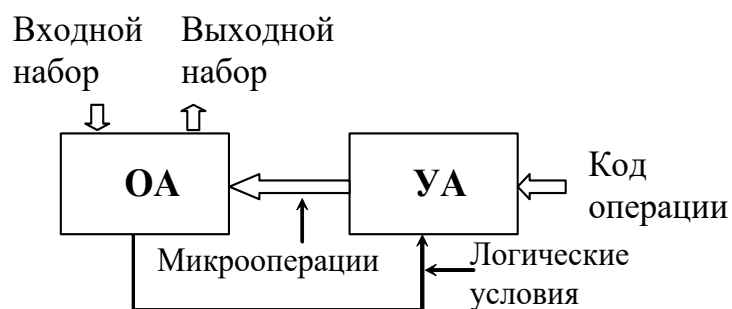 Входной
набор
Выходной
набор
ОА
УА
Код
операции
Микрооперации
Логические
условия